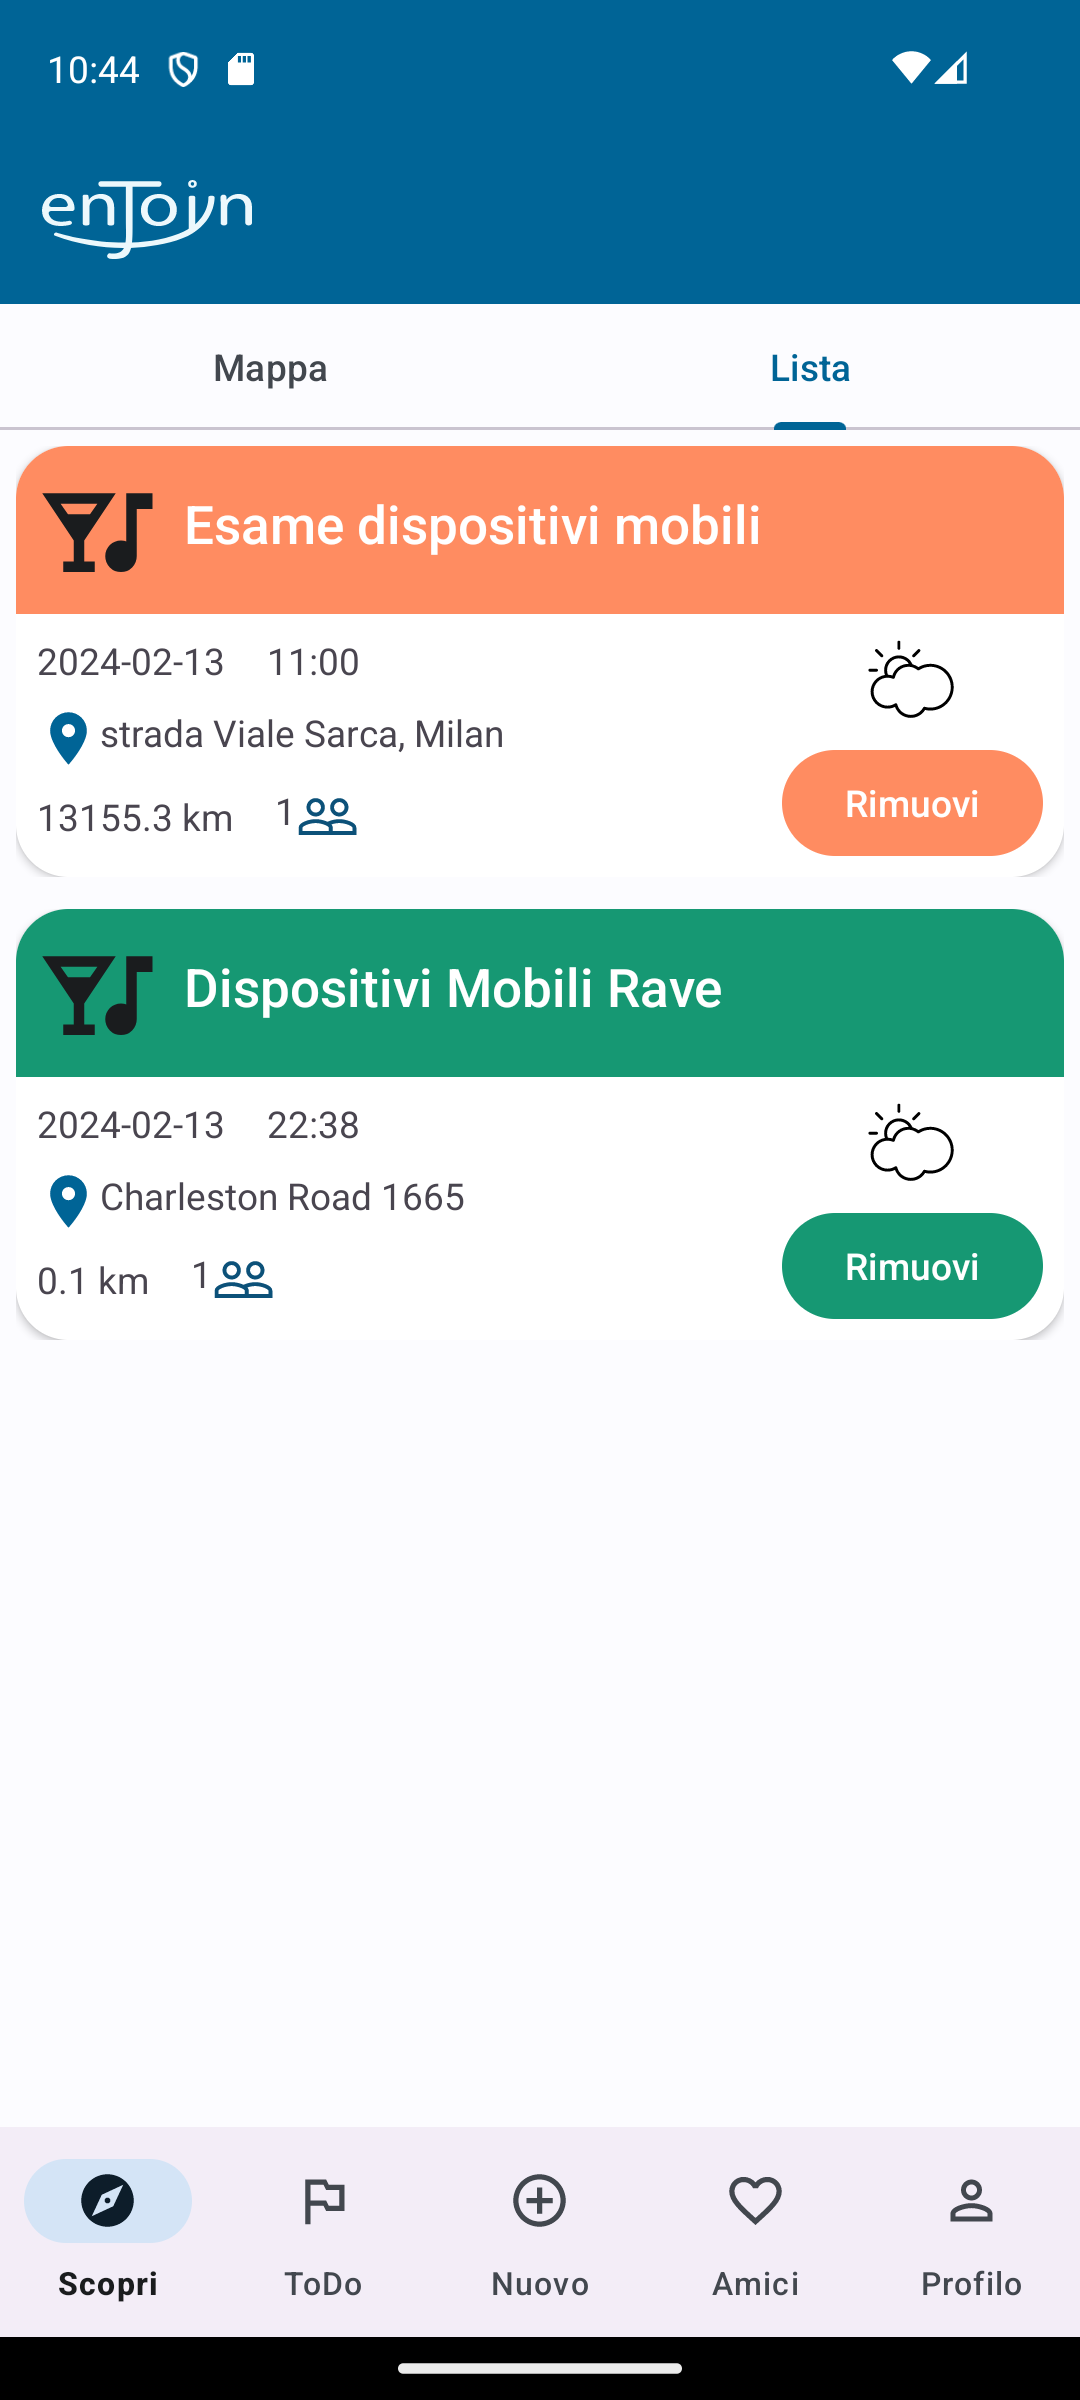 10:44
enJoin
Mappa
Lista
Esame dispositivi mobili
2024-02-13 11:00
strada Viale Sarca, Milan
13155.3 km 1
Rimuovi
Dispositivi Mobili Rave
2024-02-13 22:38
Charleston Road 1665
0.1 km 1
Rimuovi
Scopri
ToDo
Nuovo
Amici
Profilo